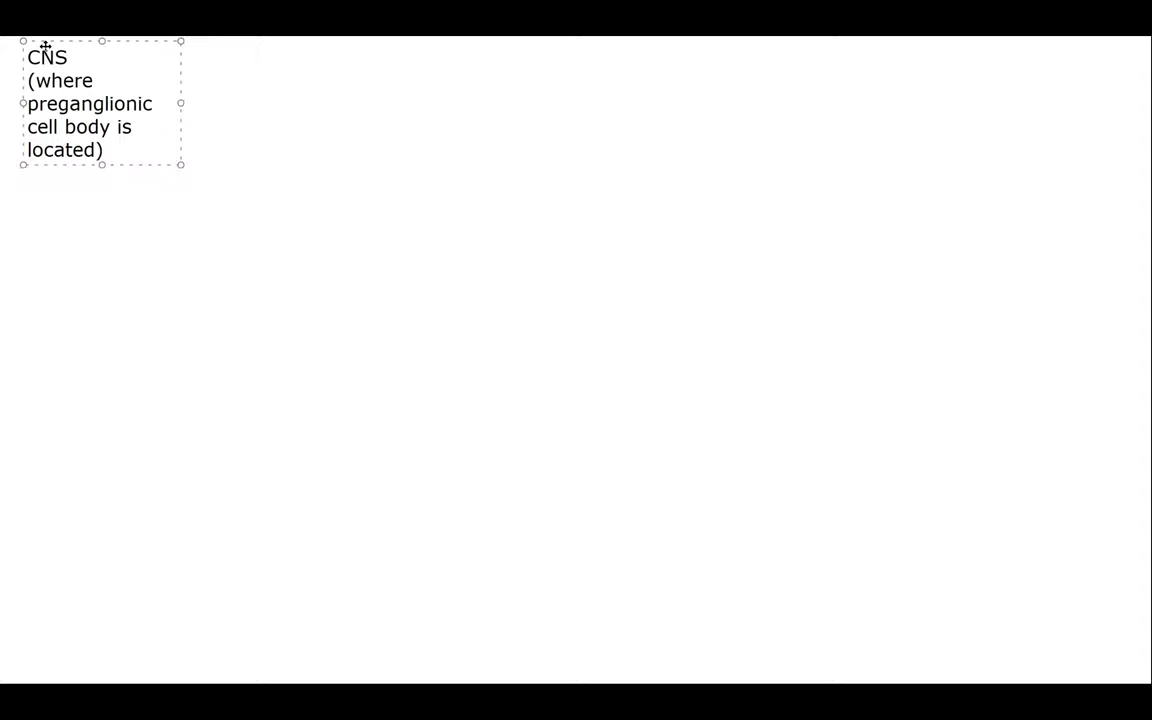 CNS
(where
preganglionic
cell body is
located)